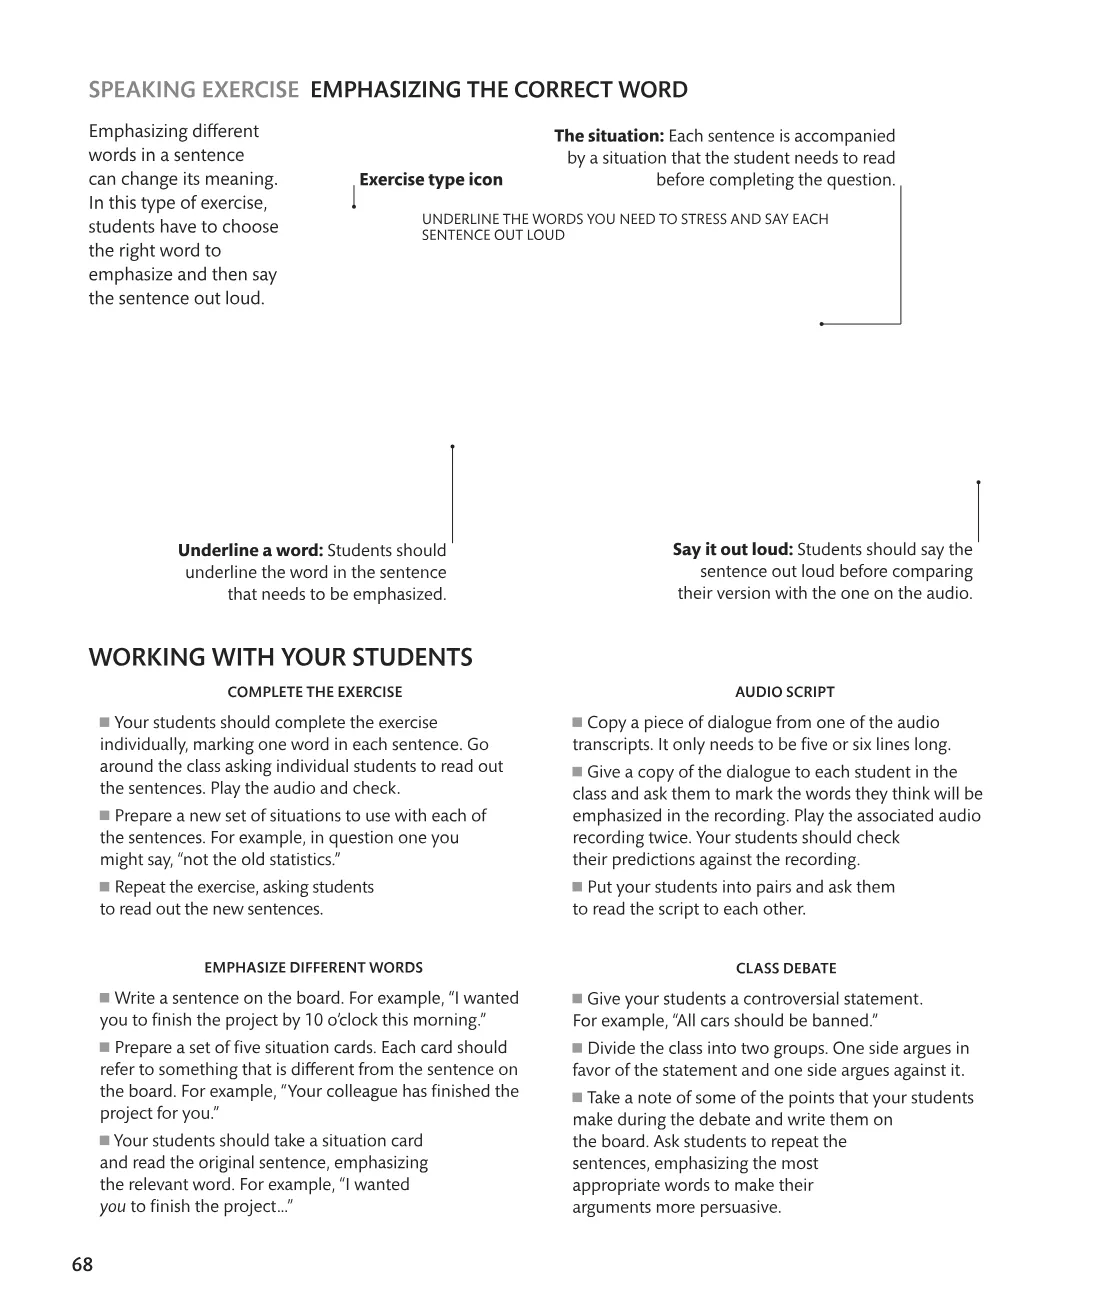 SPEAKING EXERCISE EMPHASIZING THE CORRECT WORD
Emphasizing different
words in a sentence
can change its meaning.
In this type of exercise,
students have to choose
the right word to
emphasize and then say
the sentence out loud.
The situation: Each sentence is accompanied
by a situation that the student needs to read
before completing the question.
Exercise type icon
UNDERLINE THE WORDS YOU NEED TO STRESS AND SAY EACH
SENTENCE OUT LOUD
Underline a word: Students should
underline the word in the sentence
that needs to be emphasized.
Say it out loud: Students should say the
sentence out loud before comparing
their version with the one on the audio.
WORKING WITH YOUR STUDENTS
COMPLETE THE EXERCISE
■ Your students should complete the exercise
individually, marking one word in each sentence. Go
around the class asking individual students to read out
the sentences. Play the audio and check.
■ Prepare a new set of situations to use with each of
the sentences. For example, in question one you
might say, “not the old statistics.”
■ Repeat the exercise, asking students
to read out the new sentences.
AUDIO SCRIPT
■ Copy a piece of dialogue from one of the audio
transcripts. It only needs to be five or six lines long.
■ Give a copy of the dialogue to each student in the
class and ask them to mark the words they think will be
emphasized in the recording. Play the associated audio
recording twice. Your students should check
their predictions against the recording.
■ Put your students into pairs and ask them
to read the script to each other.
EMPHASIZE DIFFERENT WORDS
■ Write a sentence on the board. For example, “I wanted
you to finish the project by 10 o’clock this morning.”
■ Prepare a set of five situation cards. Each card should
refer to something that is different from the sentence on
the board. For example, “Your colleague has finished the
project for you.”
■ Your students should take a situation card
and read the original sentence, emphasizing
the relevant word. For example, “I wanted
you to finish the project...”
CLASS DEBATE
■ Give your students a controversial statement.
For example, “All cars should be banned.”
■ Divide the class into two groups. One side argues in
favor of the statement and one side argues against it.
■ Take a note of some of the points that your students
make during the debate and write them on
the board. Ask students to repeat the
sentences, emphasizing the most
appropriate words to make their
arguments more persuasive.
68